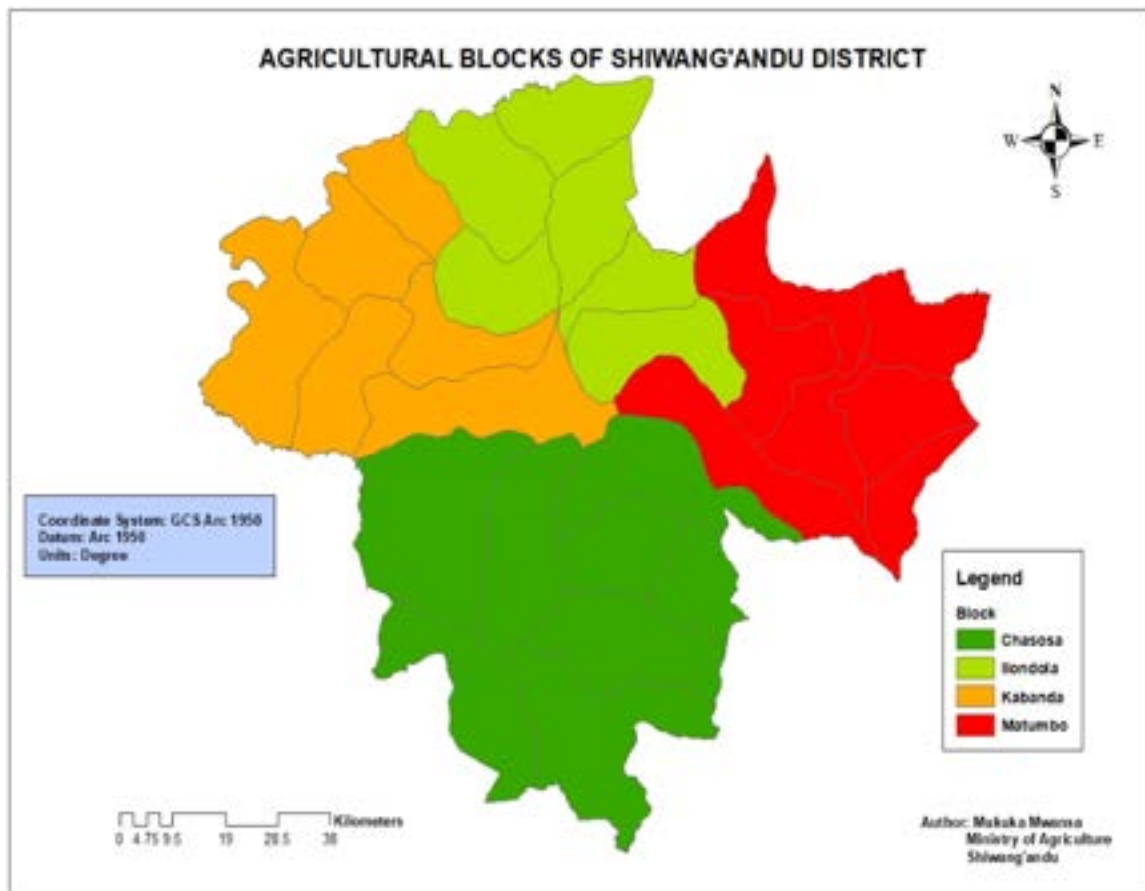 AGRICULTURAL BLOCKS OF SHIWANG'ANDU DISTRICT
N
W E
S
Coordinate System: GCS Arc 1950
Datum: Arc 1950
Units: Degree
Legend
Block
Chasosa
Ilondola
Kabanda
Matumbo
Kilometers
0 4.75 9.5 19 28.5 38
Author: Mukuka Mwansa
Ministry of Agriculture
Shiwang'andu